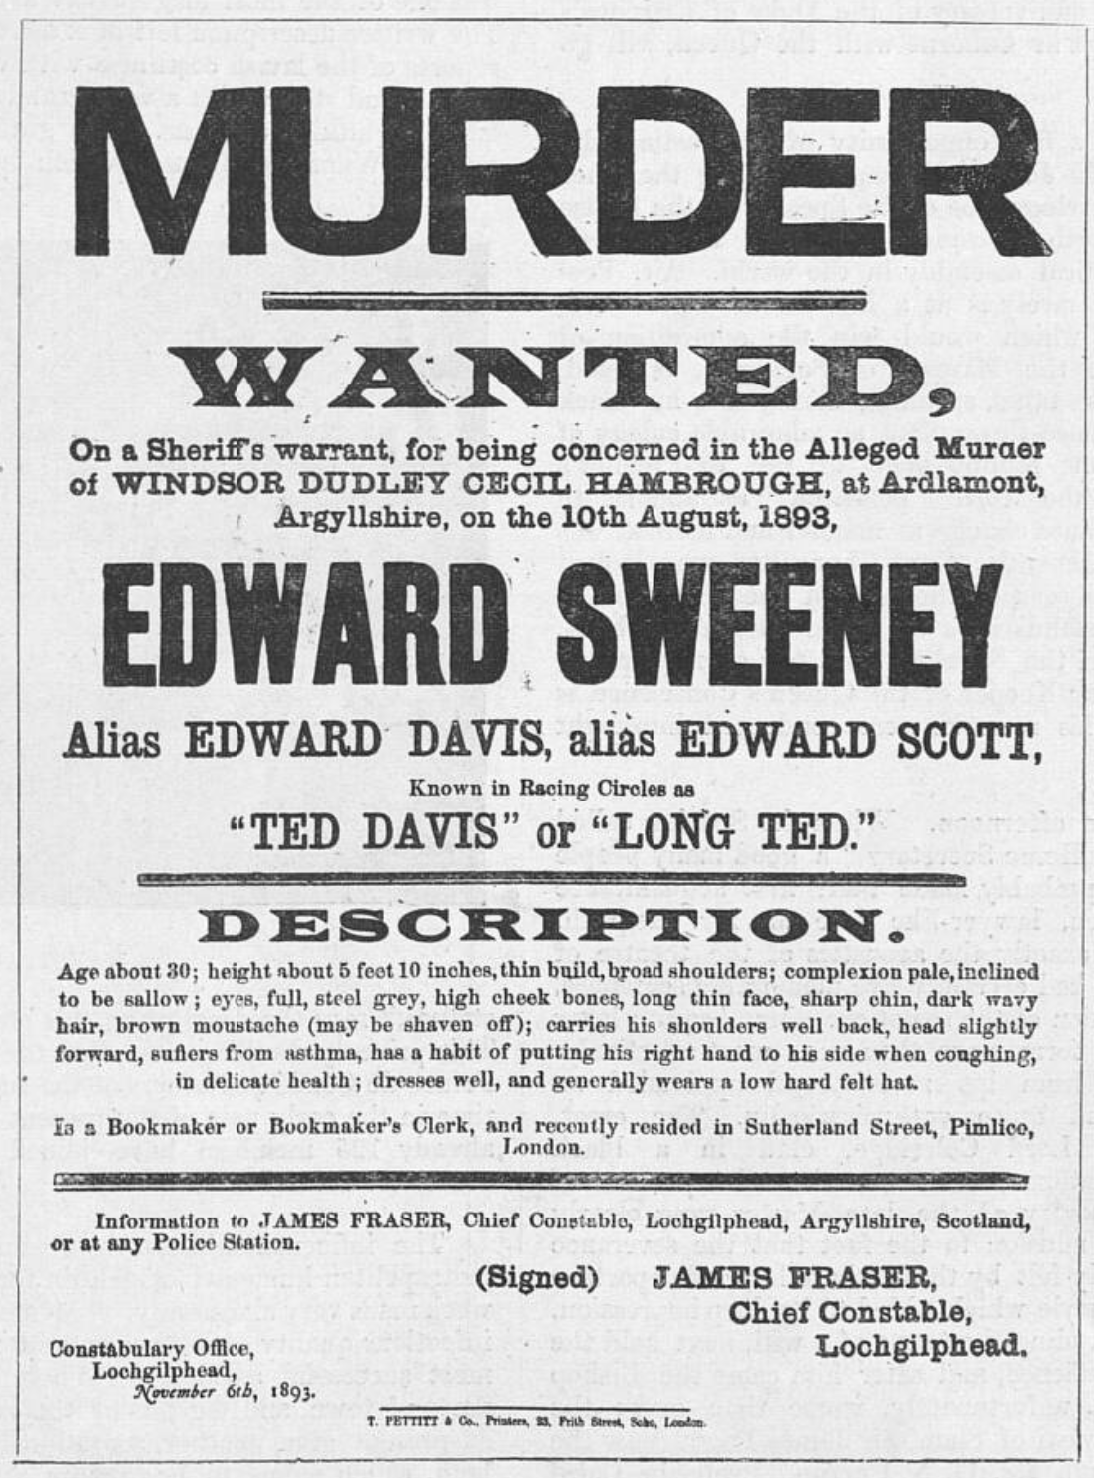 MURDER
WANTED,
On a Sheriff's warrant, for being concerned in the Alleged Murder
of WINDSOR DUDLEY CECIL HAMBROUGH, at Ardlamont,
Argyllshire, on the 10th August, 1893,
EDWARD SWEENEY
Alias EDWARD DAVIS, alias EDWARD SCOTT,
Known in Racing Circles as
"TED DAVIS" or "LONG TED."
DESCRIPTION.
Age about 30; height about 5 feet 10 inches, thin build, broad shoulders; complexion pale, inclined
to be sallow; eyes, full, steel grey, high cheek bones, long thin face, sharp chin, dark wavy
hair, brown moustache (may be shaven off); carries his shoulders well back, head slightly
forward, suffers from asthma, has a habit of putting his right hand to his side when coughing,
in delicate health; dresses well, and generally wears a low hard felt hat.
Is a Bookmaker or Bookmaker's Clerk, and recently resided in Sutherland Street, Pimlico,
London.
Information to JAMES FRASER, Chief Constable, Lochgilphead, Argyllshire, Scotland,
or at any Police Station.
(Signed) JAMES FRASER,
Chief Constable,
Lochgilphead.
Constabulary Office,
Lochgilphead,
November 6th, 1893.
T. PETTITT & Co., Printers, 23, Frith Street, Soho, London.